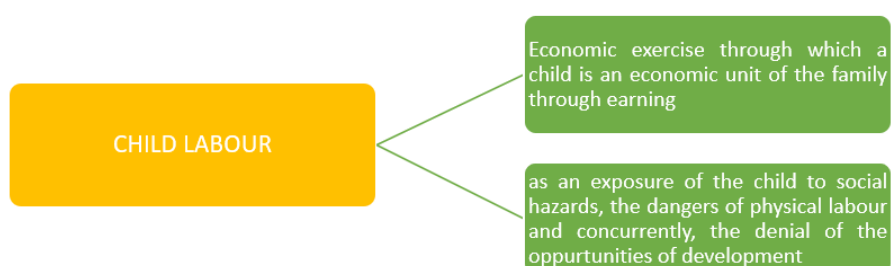 CHILD LABOUR
Economic exercise through which a
child is an economic unit of the family
through earning
as an exposure of the child to social
hazards, the dangers of physical labour
and concurrently, the denial of the
oppurtunities of development